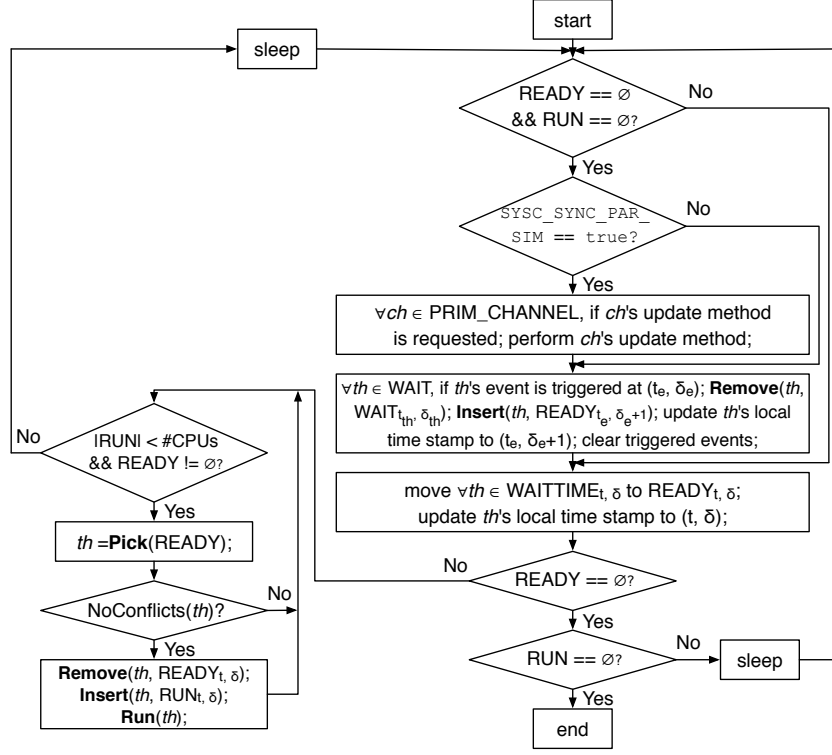 start
sleep
READY == ∅
&& RUN == ∅?
No
Yes
SYSC_SYNC_PAR_
SIM == true?
No
Yes
∀ch ∈ PRIM_CHANNEL, if ch's update method
is requested; perform ch's update method;
∀th ∈ WAIT, if th's event is triggered at (te, δe); Remove(th,
WAITtth, δth); Insert(th, READYte, δe+1); update th's local
time stamp to (te, δe+1); clear triggered events;
move ∀th ∈ WAITTIMEt, δ to READYt, δ;
update th's local time stamp to (t, δ);
READY == ∅?
No
Yes
RUN == ∅?
No
sleep
Yes
end
|RUN| < #CPUs
&& READY != ∅?
No
Yes
th =Pick(READY);
NoConflicts(th)?
No
Yes
Remove(th, READYt, δ);
Insert(th, RUNt, δ);
Run(th);